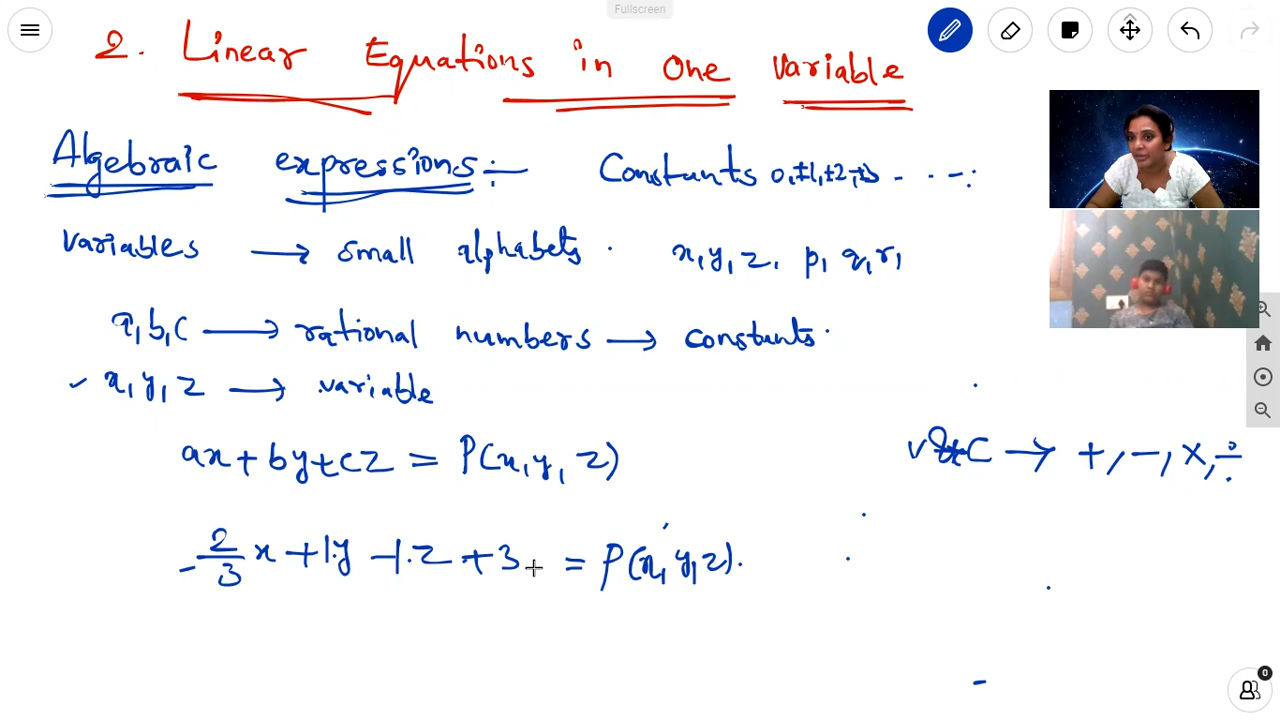 Fullscreen
2. Linear Equations in One Variable
Algebraic expressions :- Constants 0, ±1, ±2, ±3 - - - .
Variables → small alphabets . x, y, z, p, q, r,
a, b, c → rational numbers → constants.
✓ x, y, z → variable
ax + by + cz = P(x, y, z)
→ +, -, ×, ÷
-2/3 x + 1.y - 1.z + 3 = P(x, y, z).
0